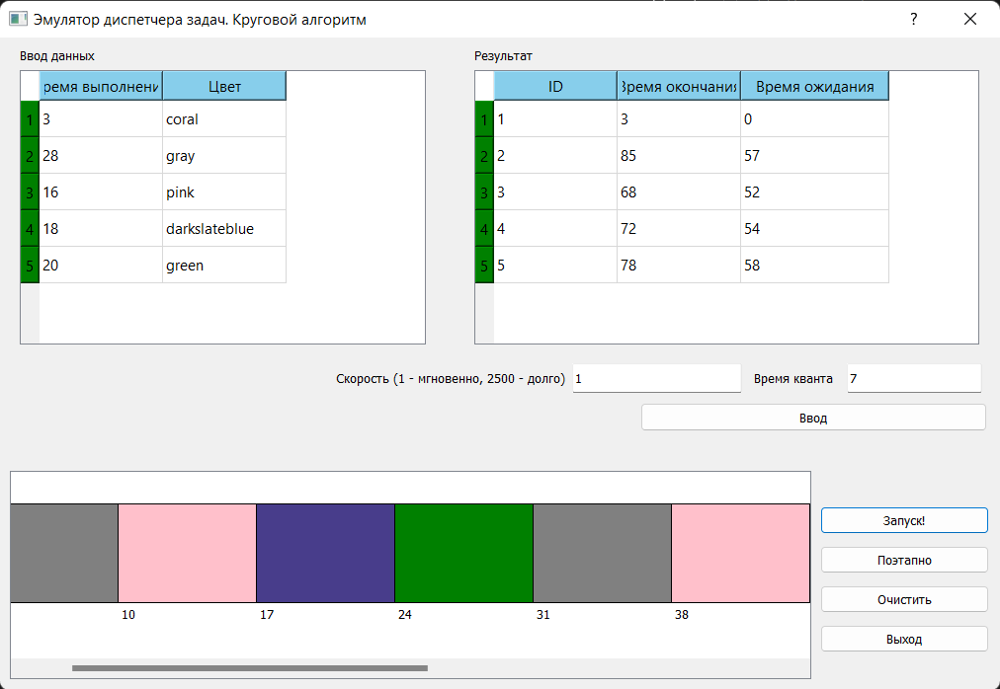 Эмулятор диспетчера задач. Круговой алгоритм ?
Ввод данных
ремя выполнени Цвет
1 3 coral
2 28 gray
3 16 pink
4 18 darkslateblue
5 20 green
Результат
ID Время окончания Время ожидания
1 1 3 0
2 2 85 57
3 3 68 52
4 4 72 54
5 5 78 58
Скорость (1 - мгновенно, 2500 - долго) 1 Время кванта 7
Ввод
10 17 24 31 38
Запуск!
Поэтапно
Очистить
Выход